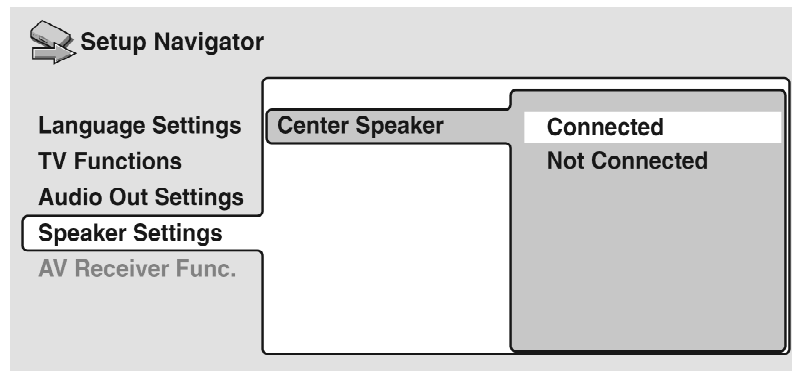 Setup Navigator
Language Settings
TV Functions
Audio Out Settings
Speaker Settings
AV Receiver Func.
Center Speaker
Connected
Not Connected